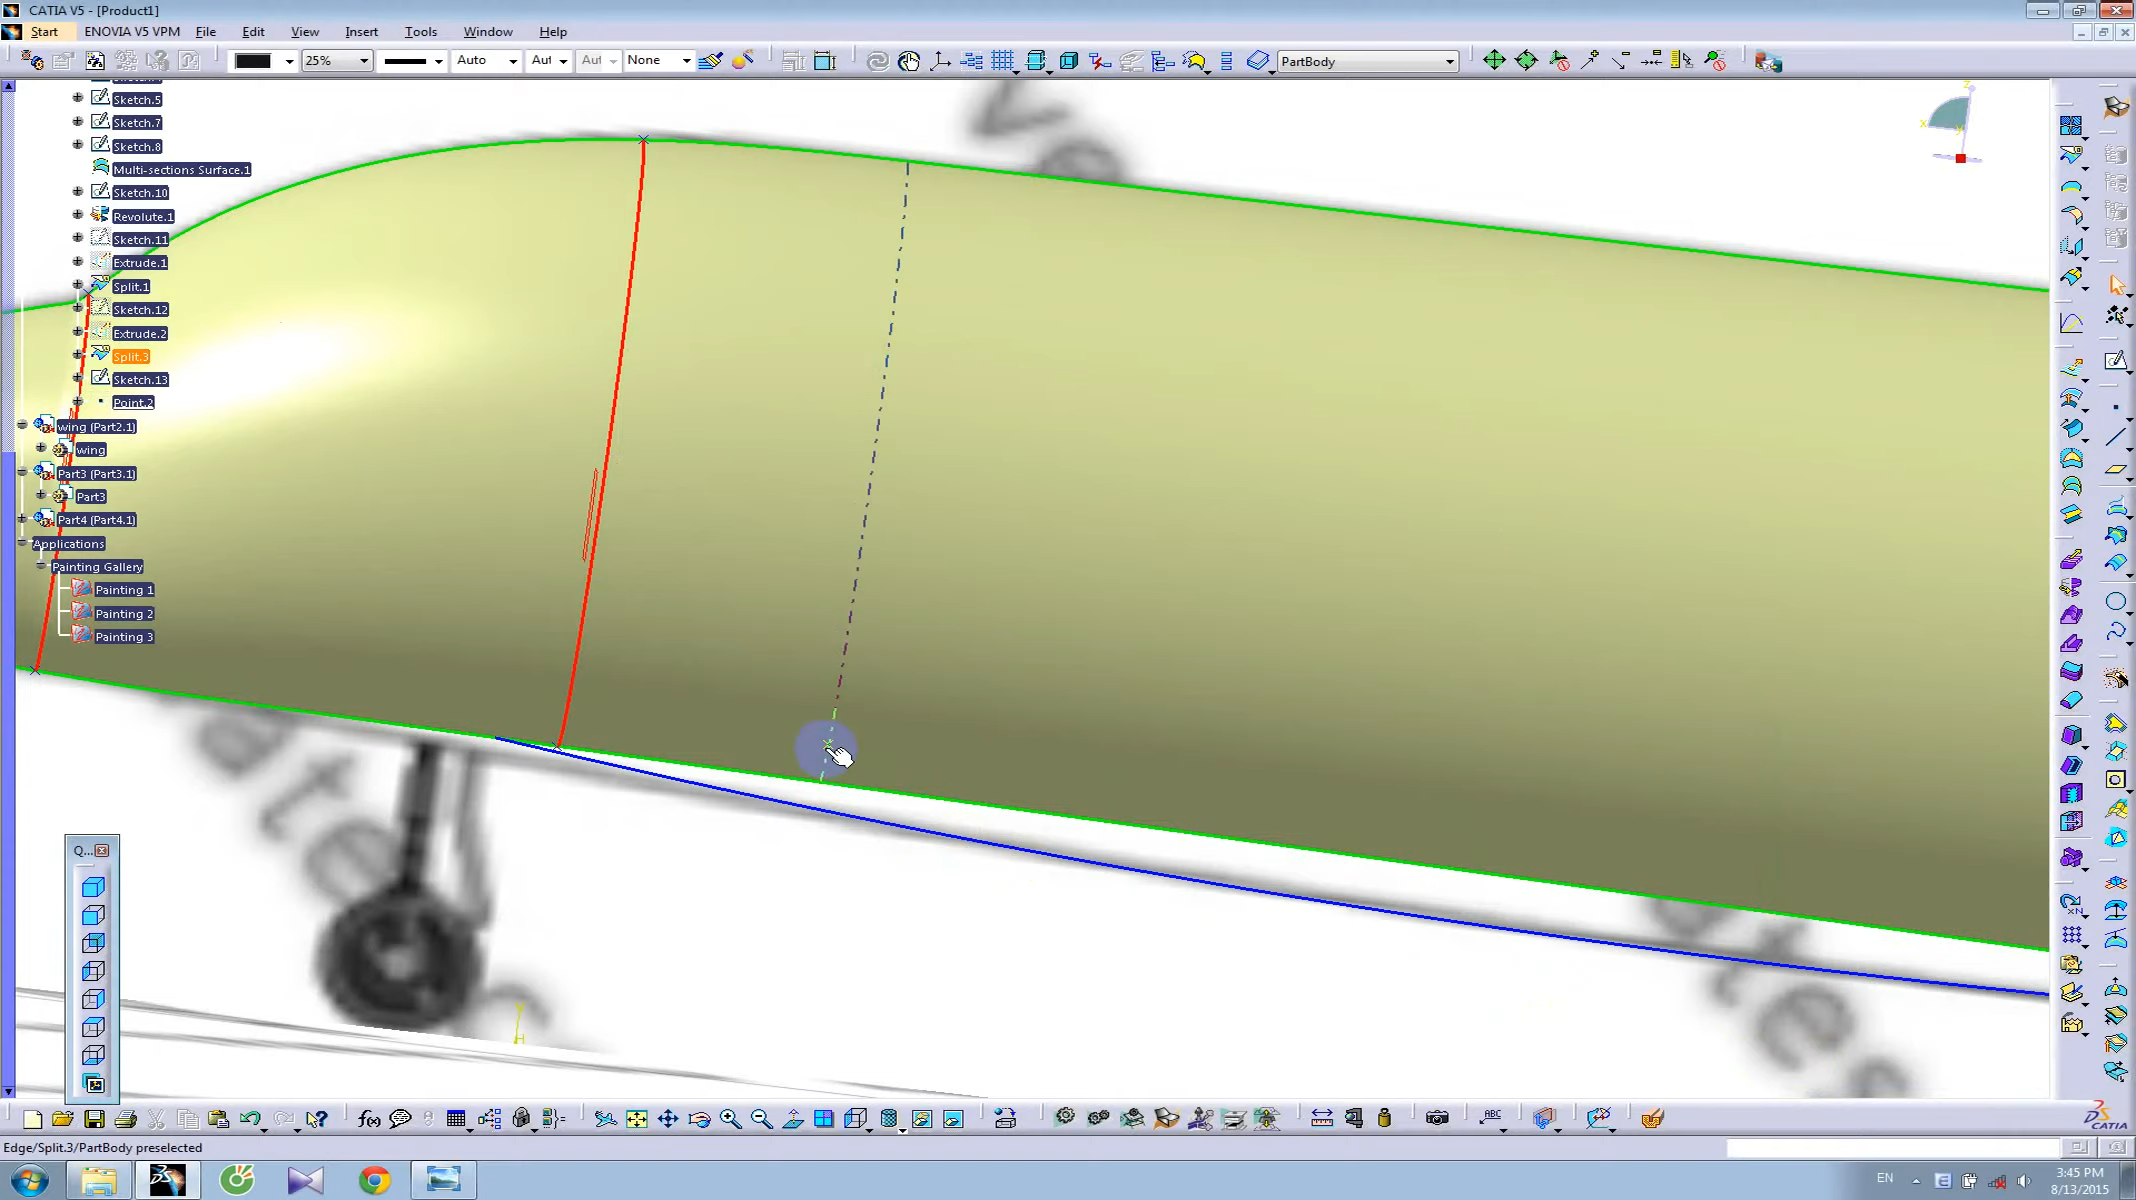 CATIA V5 - [Product1]
Start ENOVIA V5 VPM File Edit View Insert Tools Window Help
25% Auto Aut Aut None PartBody
Sketch.5
Sketch.7
Sketch.8
Multi-sections Surface.1
Sketch.10
Revolute.1
Sketch.11
Extrude.1
Split.1
Sketch.12
Extrude.2
Split.3
Sketch.13
Point.2
wing (Part2.1)
wing
Part3 (Part3.1)
Part3
Part4 (Part4.1)
Applications
Painting Gallery
Painting 1
Painting 2
Painting 3
Q...
z
x
y
H
f(x)
ABC
CATIA
Edge/Split.3/PartBody preselected
EN
3:45 PM
8/13/2015